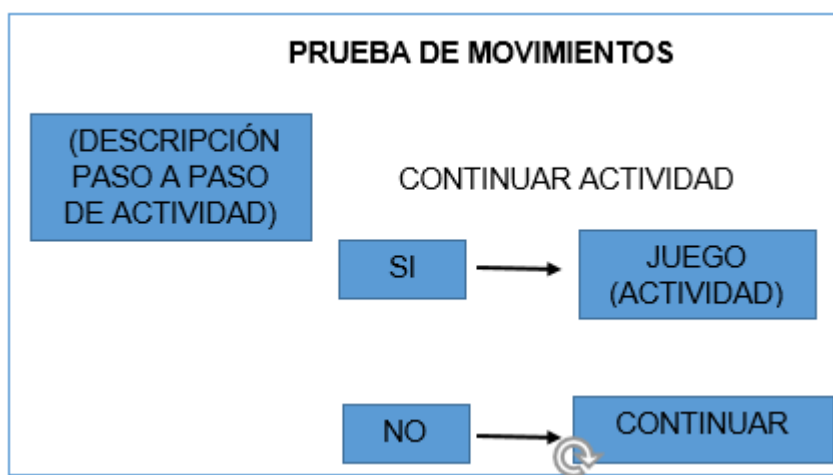 PRUEBA DE MOVIMIENTOS
(DESCRIPCIÓN
PASO A PASO
DE ACTIVIDAD)
CONTINUAR ACTIVIDAD
SI
JUEGO
(ACTIVIDAD)
NO
CONTINUAR